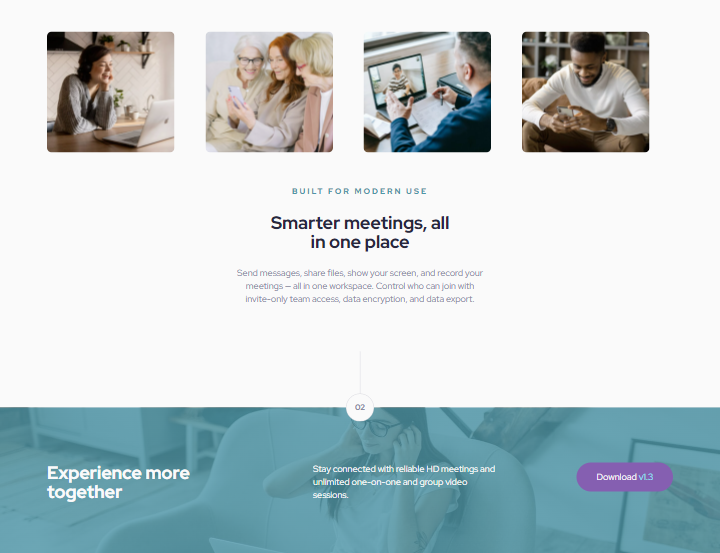 BUILT FOR MODERN USE
Smarter meetings, all
in one place
Send messages, share files, show your screen, and record your
meetings — all in one workspace. Control who can join with
invite-only team access, data encryption, and data export.
02
Experience more
together
Stay connected with reliable HD meetings and
unlimited one-on-one and group video
sessions.
Download v1.3